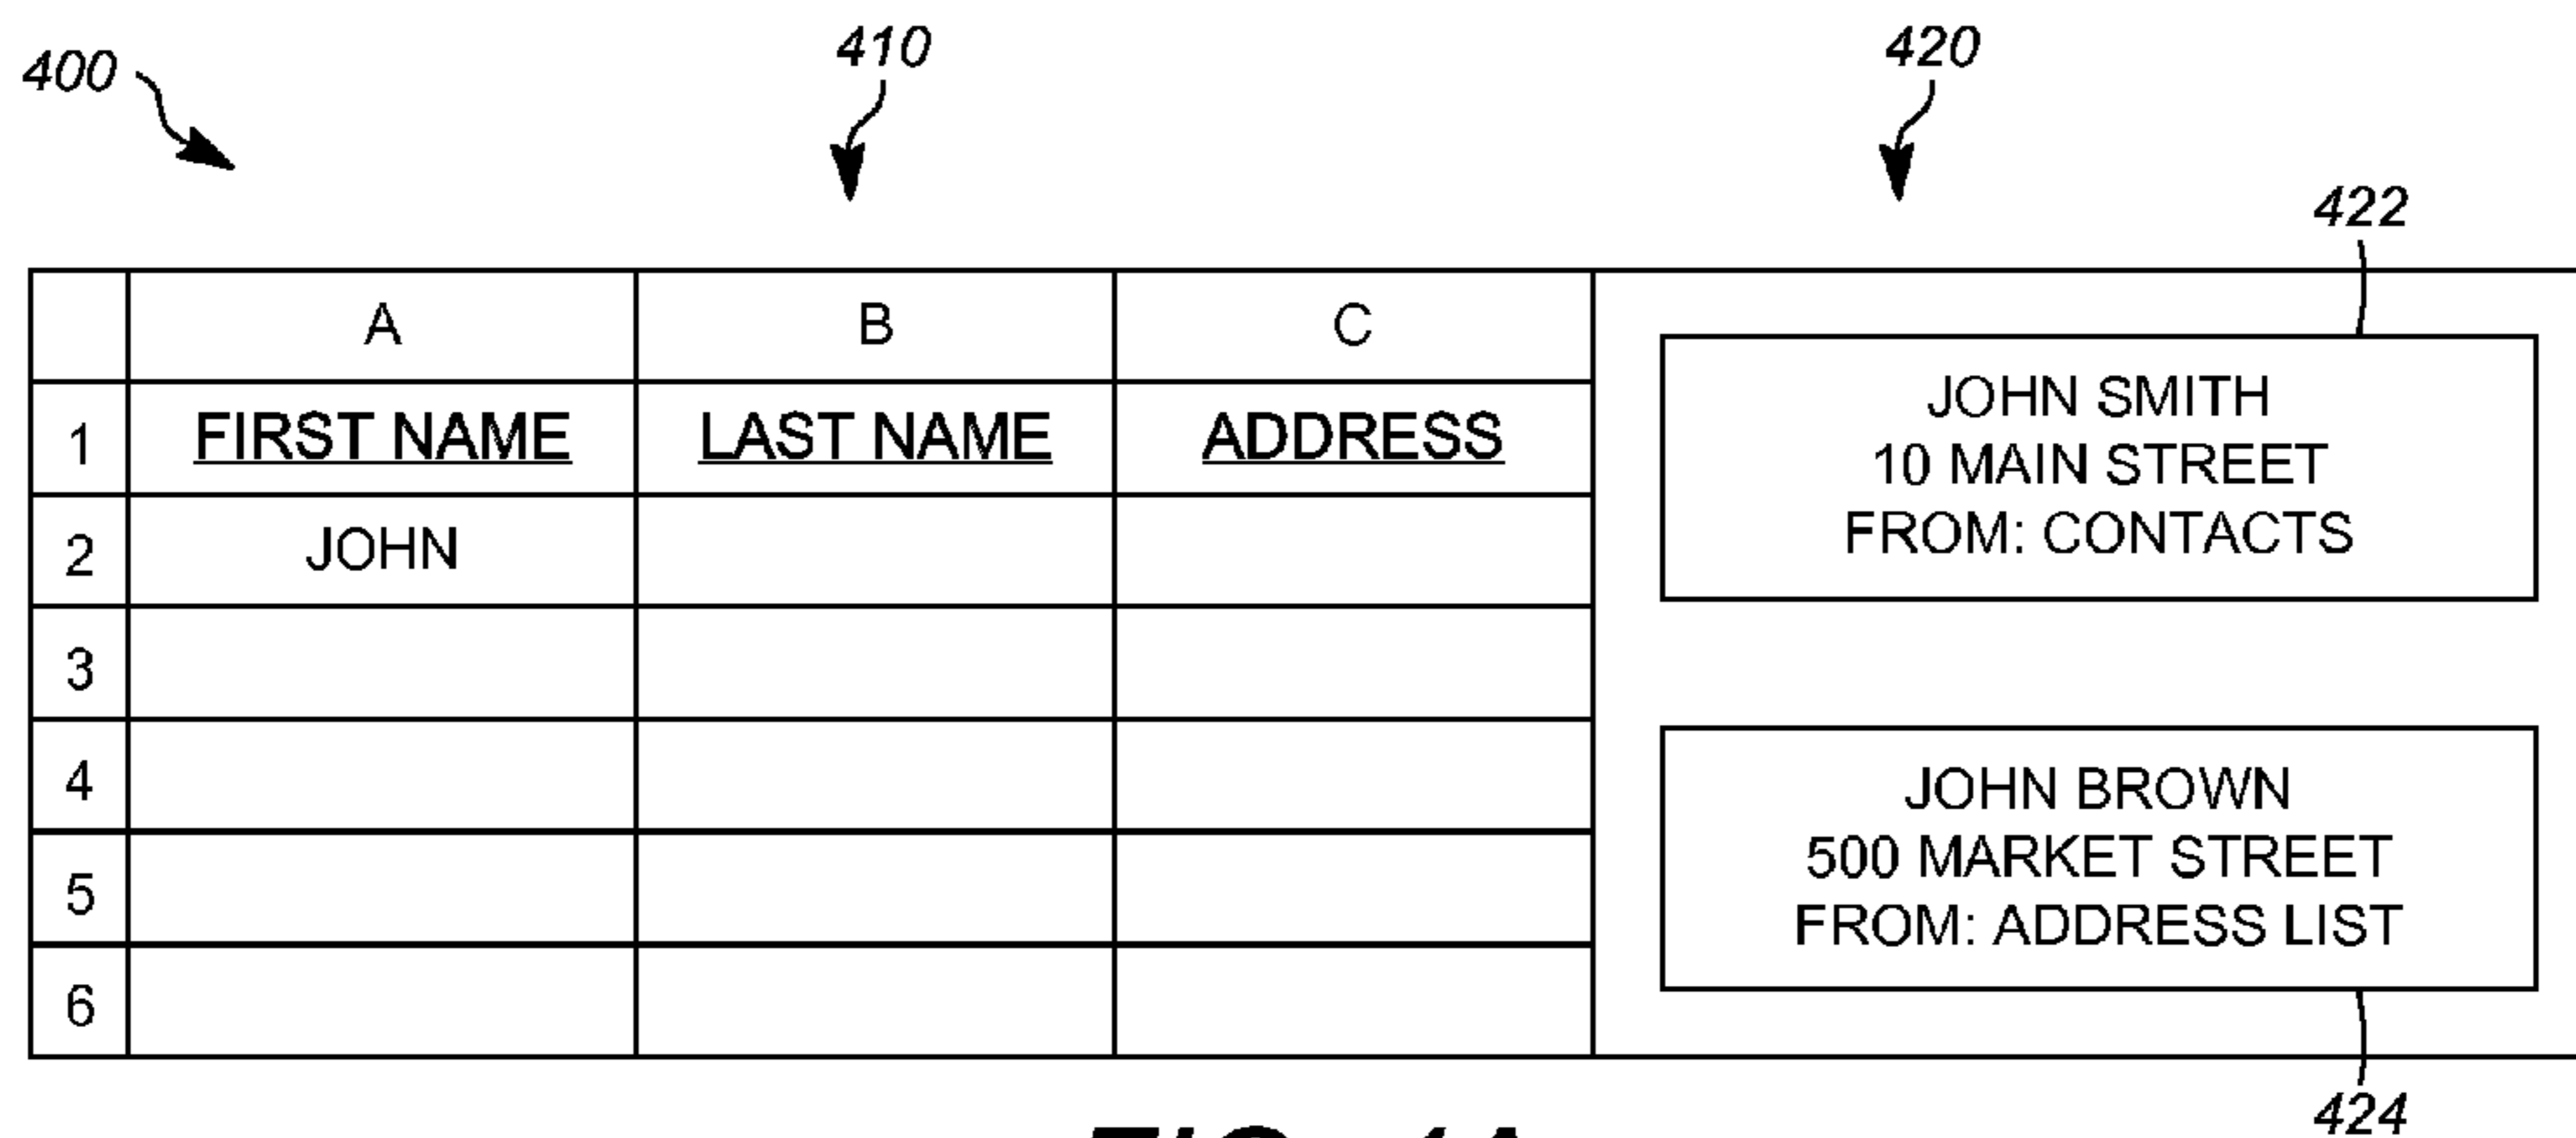 400
410
420
422
A B C
1 FIRST NAME LAST NAME ADDRESS
2 JOHN
3
4
5
6
JOHN SMITH
10 MAIN STREET
FROM: CONTACTS
JOHN BROWN
500 MARKET STREET
FROM: ADDRESS LIST
424